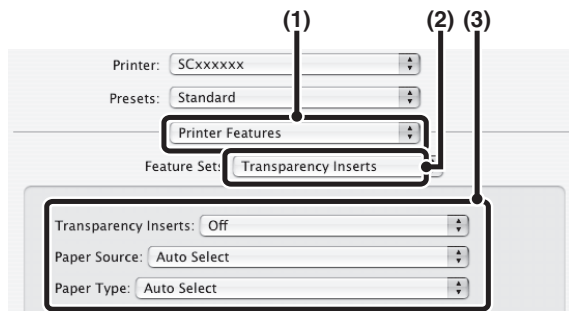 (1) (2) (3)
Printer: SCxxxxxx
Presets: Standard
Printer Features
Feature Set: Transparency Inserts
Transparency Inserts: Off
Paper Source: Auto Select
Paper Type: Auto Select